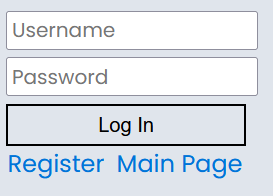 Username
Password
Log In
Register Main Page